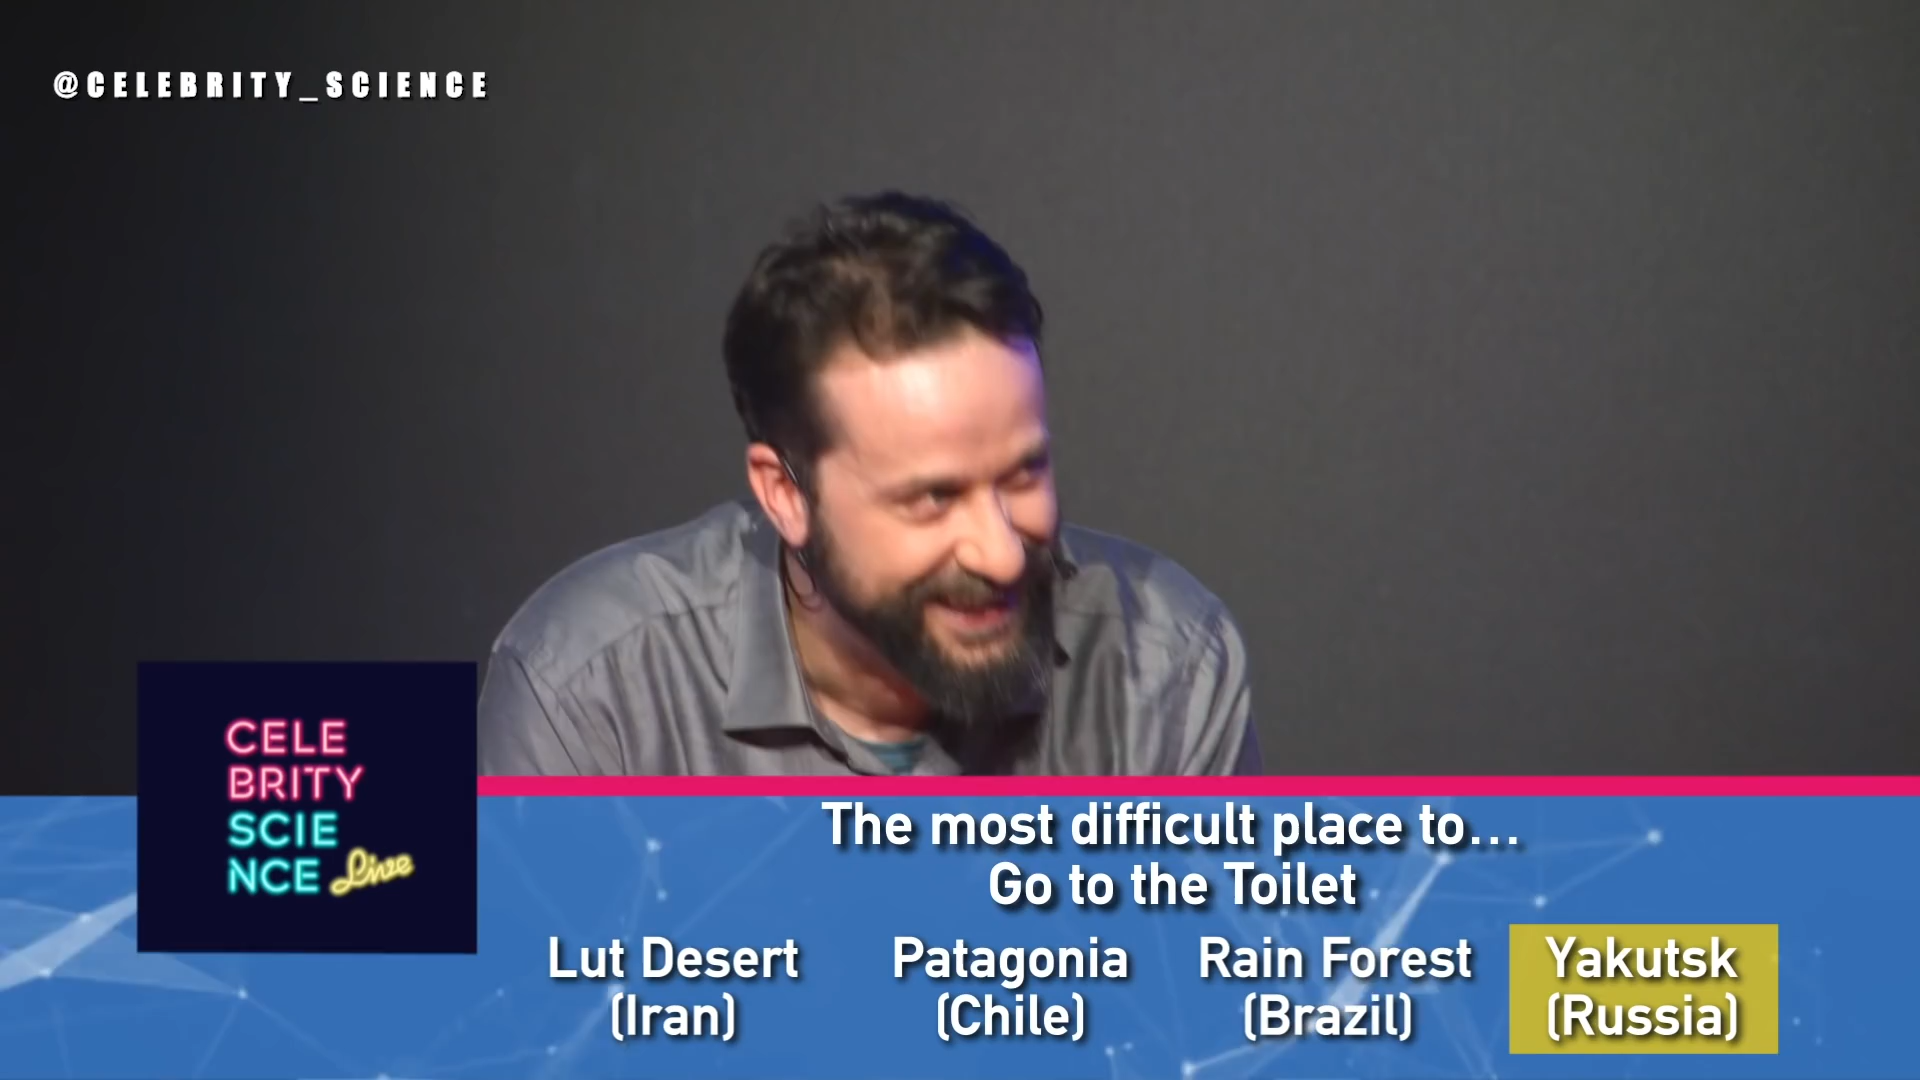 @CELEBRITY_SCIENCE
CELE
BRITY
SCIE
NCE Live
The most difficult place to...
Go to the Toilet
Lut Desert
(Iran)
Patagonia
(Chile)
Rain Forest
(Brazil)
Yakutsk
(Russia)